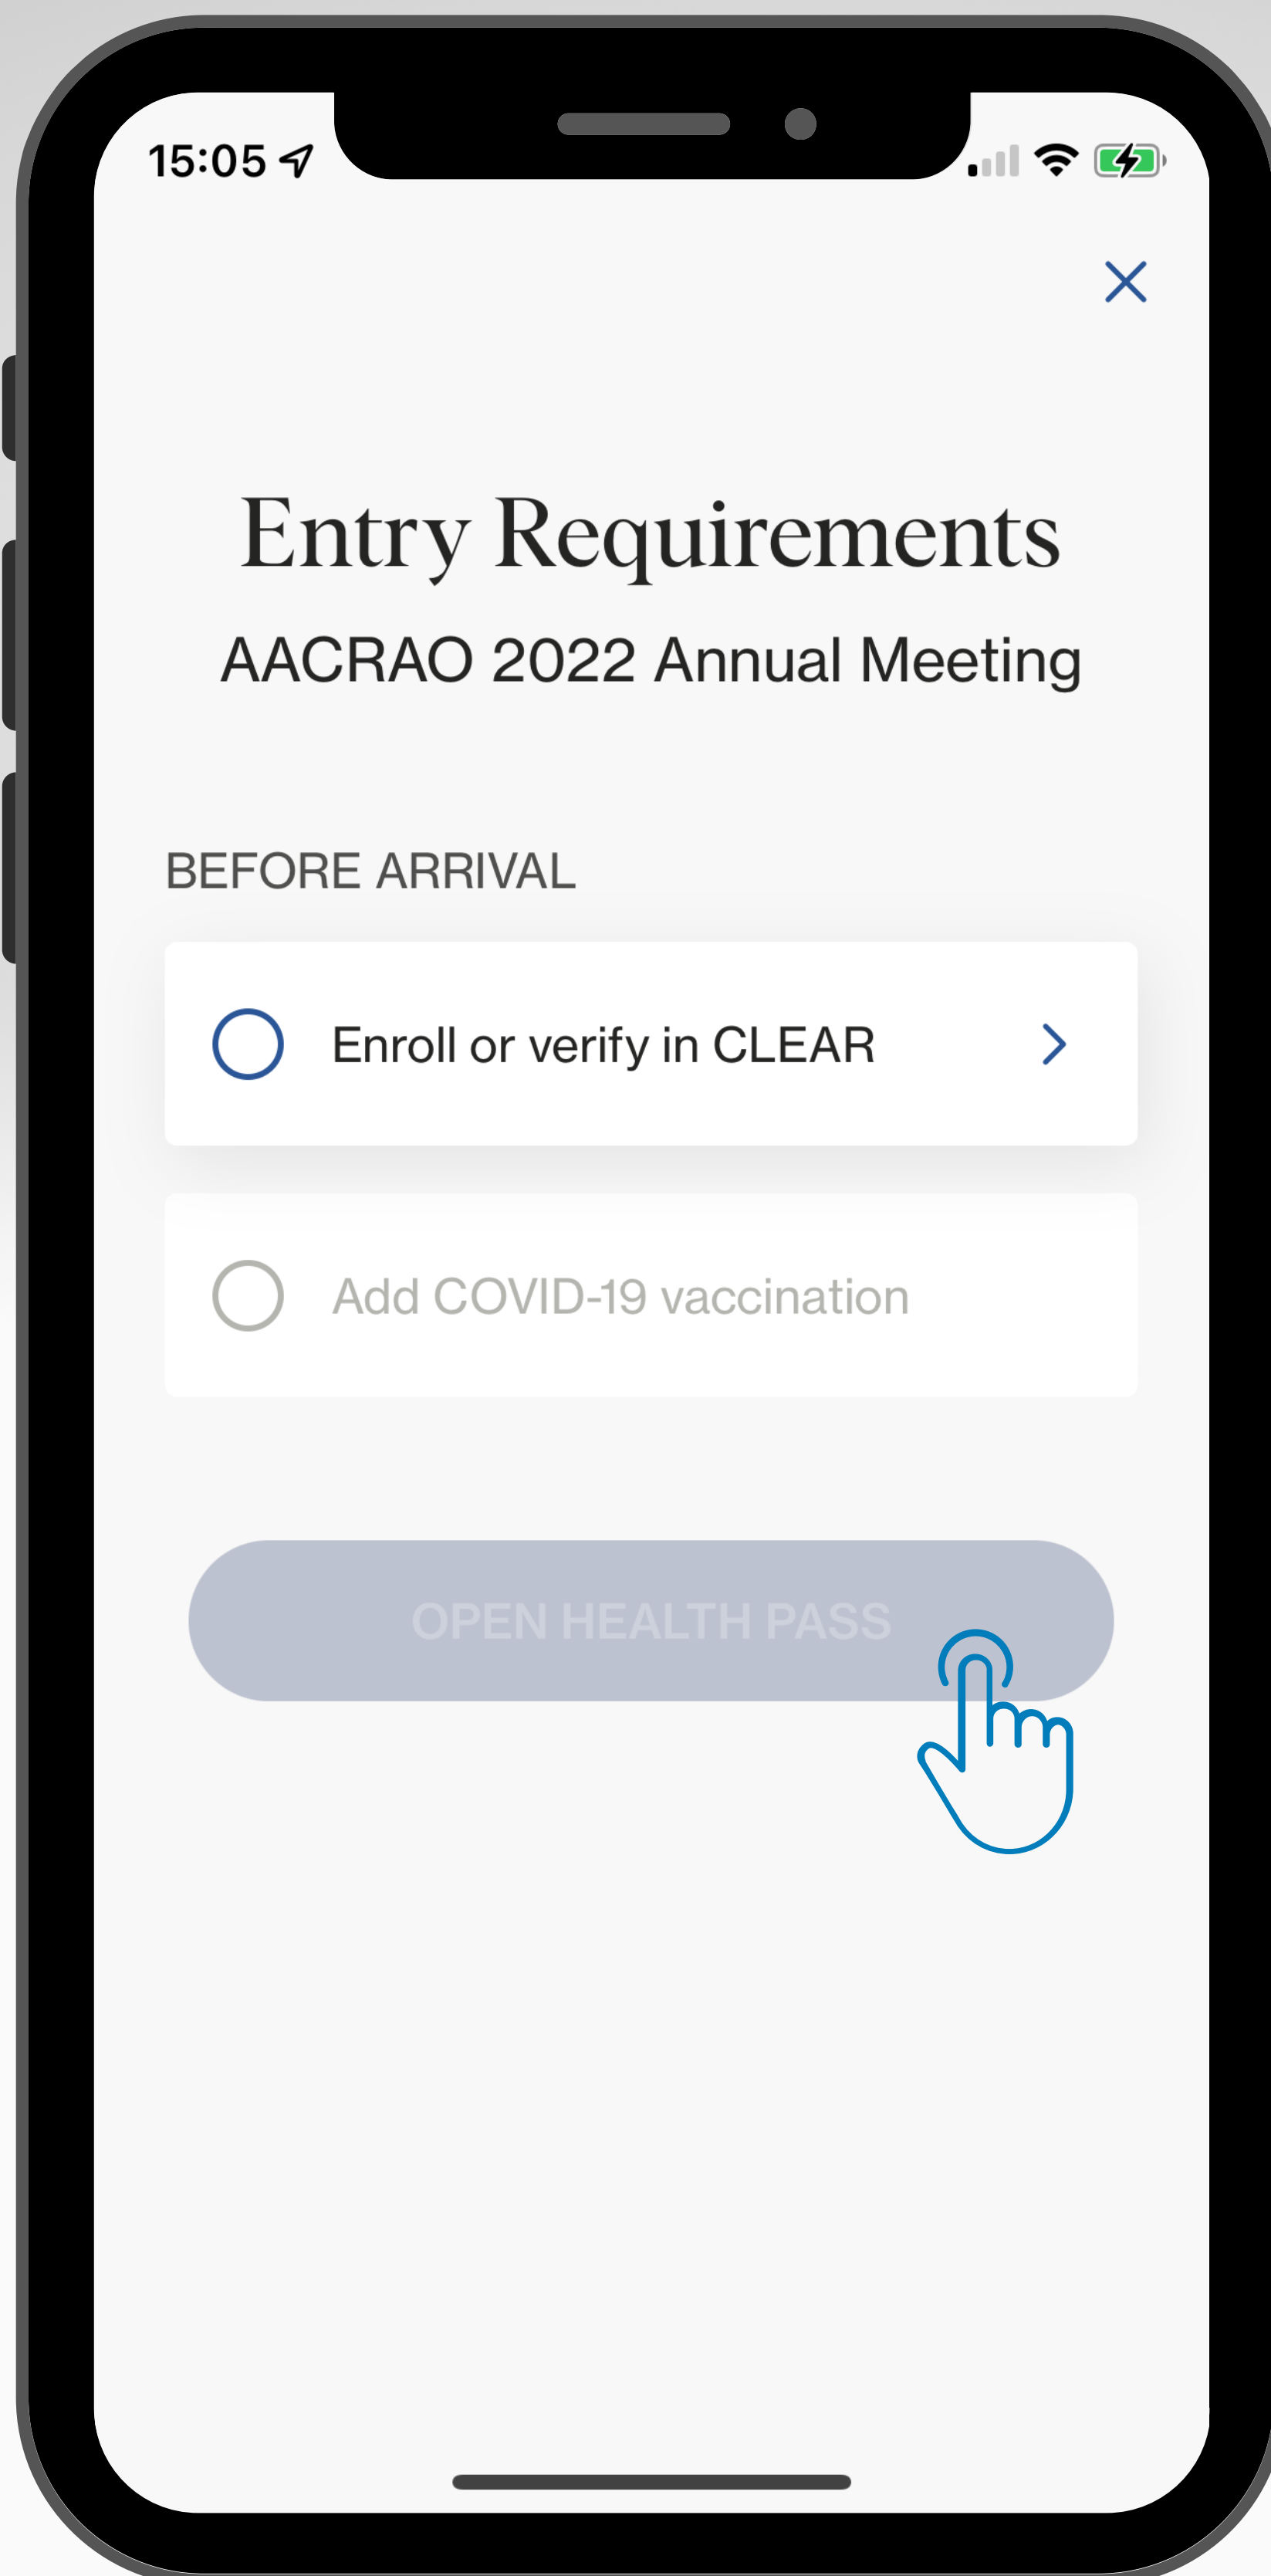 15:05
Entry Requirements
AACRAO 2022 Annual Meeting
BEFORE ARRIVAL
Enroll or verify in CLEAR
Add COVID-19 vaccination
OPEN HEALTH PASS